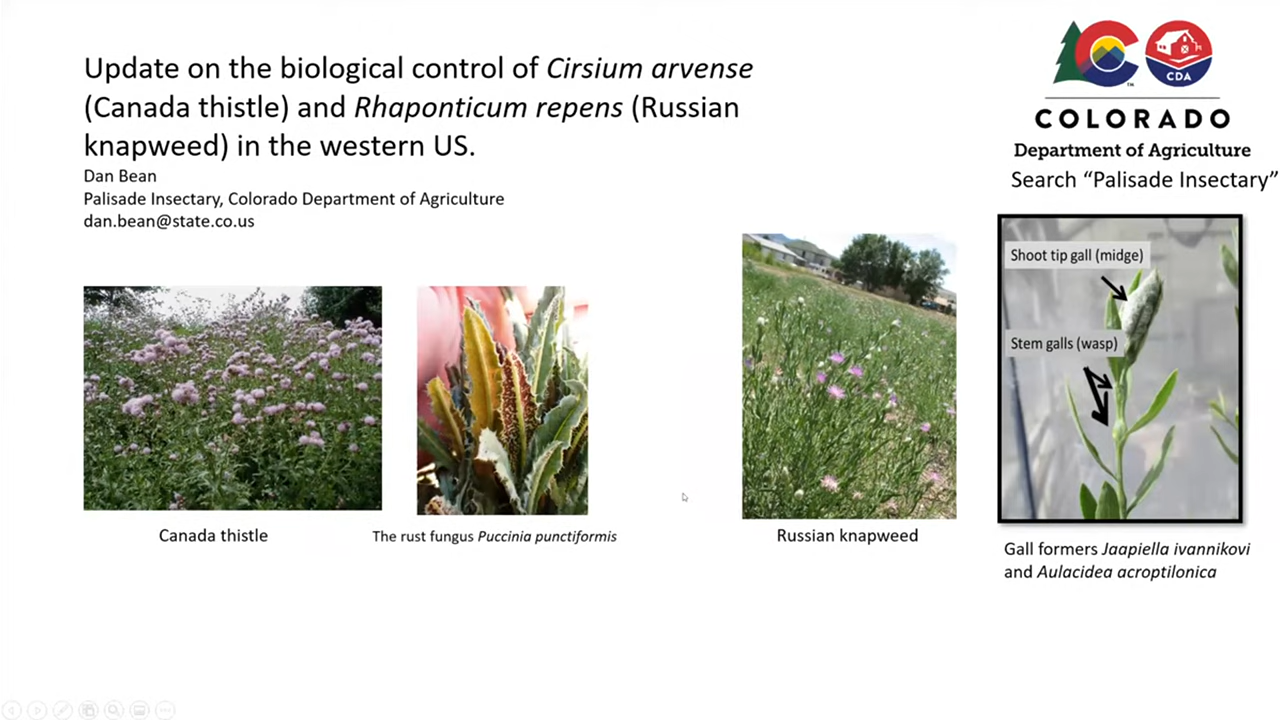 Update on the biological control of Cirsium arvense
(Canada thistle) and Rhaponticum repens (Russian
knapweed) in the western US.
Dan Bean
Palisade Insectary, Colorado Department of Agriculture
dan.bean@state.co.us
CDA
TM
COLORADO
Department of Agriculture
Search “Palisade Insectary”
Shoot tip gall (midge)
Stem galls (wasp)
Canada thistle
The rust fungus Puccinia punctiformis
Russian knapweed
Gall formers Jaapiella ivannikovi
and Aulacidea acroptilonica